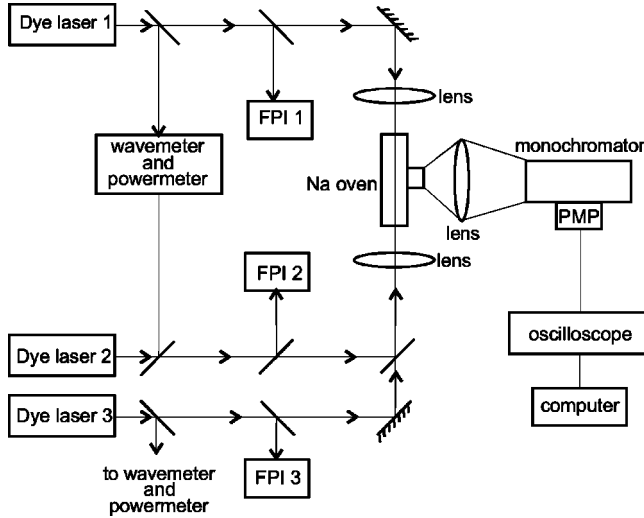 Dye laser 1
FPI 1
lens
wavemeter
and
powermeter
Na oven
lens
monochromator
PMP
FPI 2
lens
oscilloscope
Dye laser 2
computer
Dye laser 3
to wavemeter
and
powermeter
FPI 3